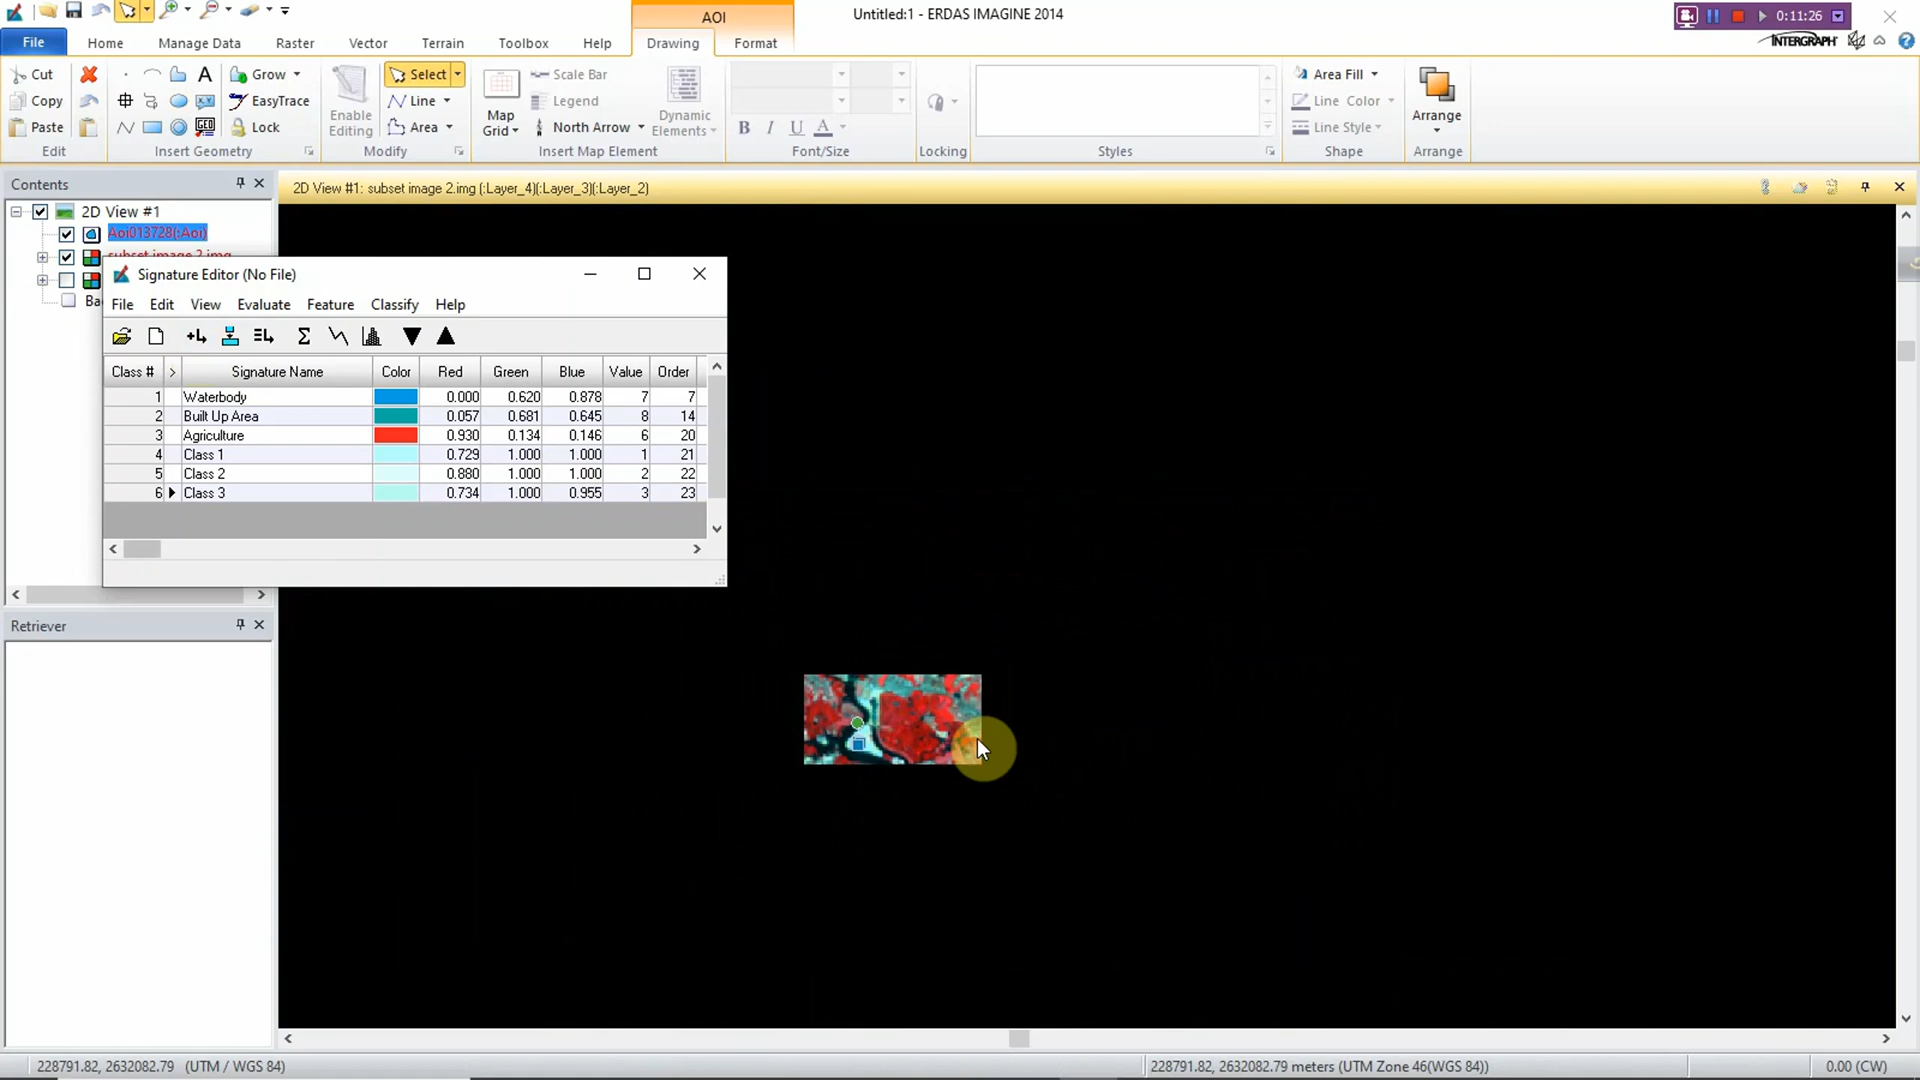 Untitled:1 - ERDAS IMAGINE 2014
0:11:26
AOI
File Home Manage Data Raster Vector Terrain Toolbox Help Drawing Format
INTERGRAPH
Cut
Copy
Paste
Edit
A
Grow
EasyTrace
Lock
Insert Geometry
Enable Editing
Select
Line
Area
Modify
Map Grid
Scale Bar
Legend
North Arrow
Dynamic Elements
Insert Map Element
B I U A
Font/Size
Locking
Styles
Area Fill
Line Color
Line Style
Shape
Arrange
Arrange
Contents
2D View #1: subset image 2.img (:Layer_4)(:Layer_3)(:Layer_2)
2D View #1
Aoi013728(:Aoi)
subset image 2.img
Ba
Signature Editor (No File)
File Edit View Evaluate Feature Classify Help
Class # > Signature Name Color Red Green Blue Value Order
1 Waterbody 0.000 0.620 0.878 7 7
2 Built Up Area 0.057 0.681 0.645 8 14
3 Agriculture 0.930 0.134 0.146 6 20
4 Class 1 0.729 1.000 1.000 1 21
5 Class 2 0.880 1.000 1.000 2 22
6 Class 3 0.734 1.000 0.955 3 23
Retriever
228791.82, 2632082.79 (UTM / WGS 84)
228791.82, 2632082.79 meters (UTM Zone 46(WGS 84))
0.00 (CW)